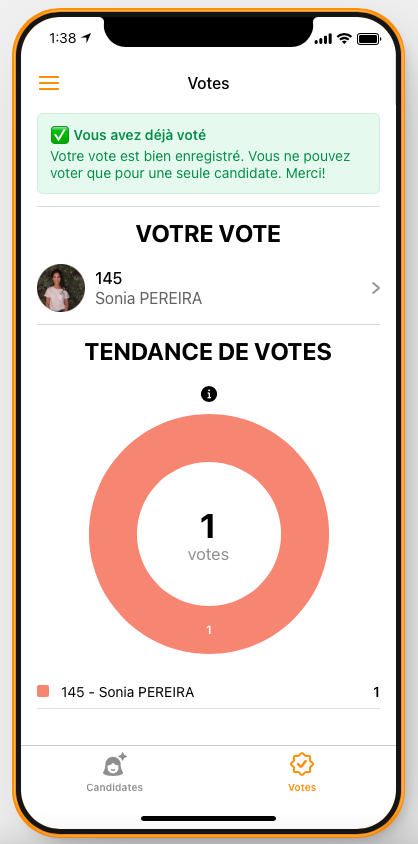 1:38
Votes
✅ Vous avez déjà voté
Votre vote est bien enregistré. Vous ne pouvez
voter que pour une seule candidate. Merci!
VOTRE VOTE
145
Sonia PEREIRA
TENDANCE DE VOTES
1
votes
1
145 - Sonia PEREIRA 1
Candidates Votes